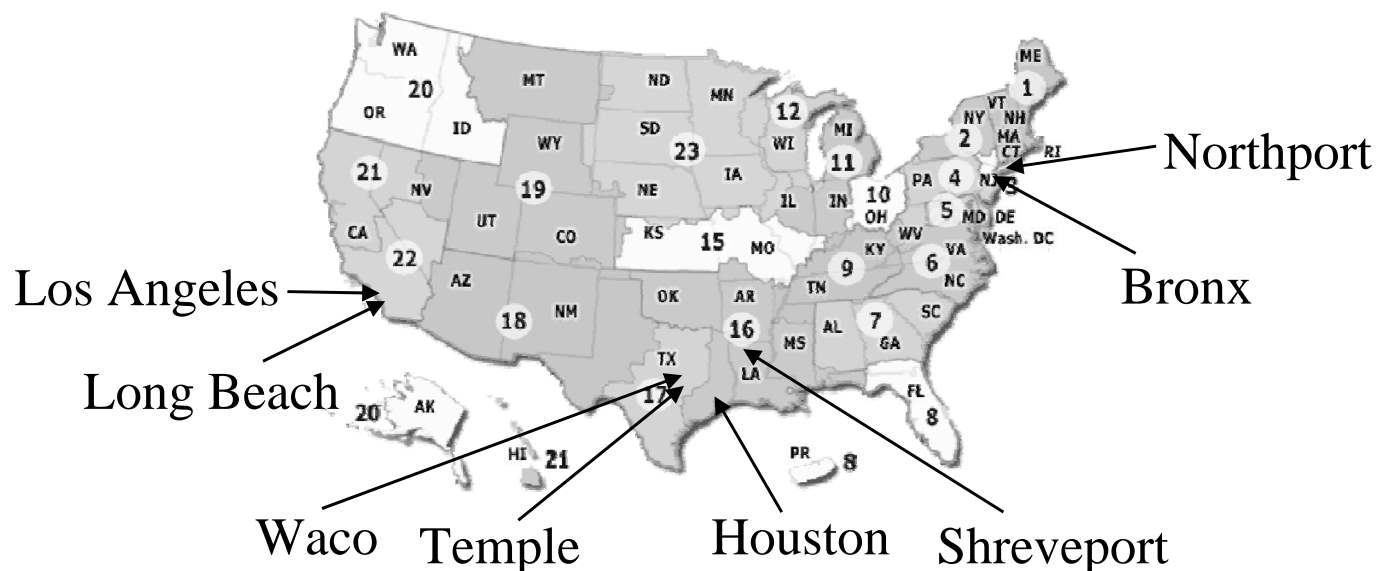 WA
20
OR
ID
MT
ND
MN
12
MI
WI
11
ME
1
VT
NY
NH
2
MA
CT
RI
Northport
SD
23
WY
IA
NE
19
21
NV
UT
CO
CA
22
IL
IN
10
OH
PA
4
NJ
3
5
MD
DE
Wash. DC
WV
VA
6
KY
9
NC
TN
KS
15
MO
Bronx
Los Angeles
AZ
18
NM
OK
AR
16
MS
AL
7
GA
SC
TX
17
LA
FL
8
Long Beach
20
AK
HI
21
PR
8
Waco
Temple
Houston
Shreveport